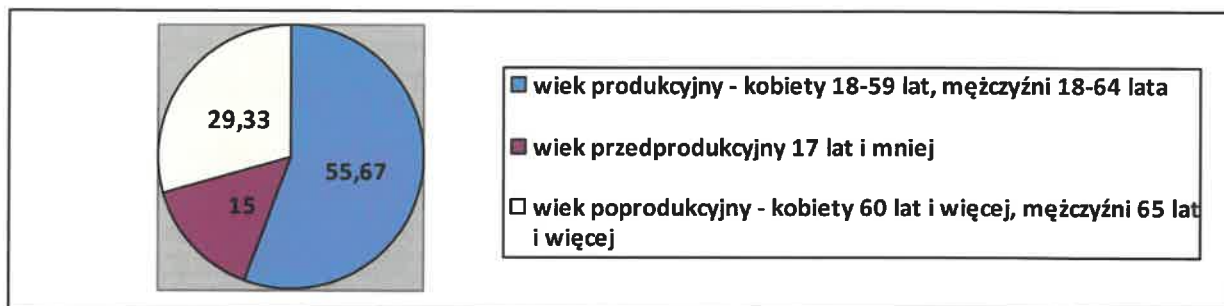 29,33
55,67
15
wiek produkcyjny - kobiety 18-59 lat, mężczyźni 18-64 lata
wiek przedprodukcyjny 17 lat i mniej
wiek poprodukcyjny - kobiety 60 lat i więcej, mężczyźni 65 lat
i więcej